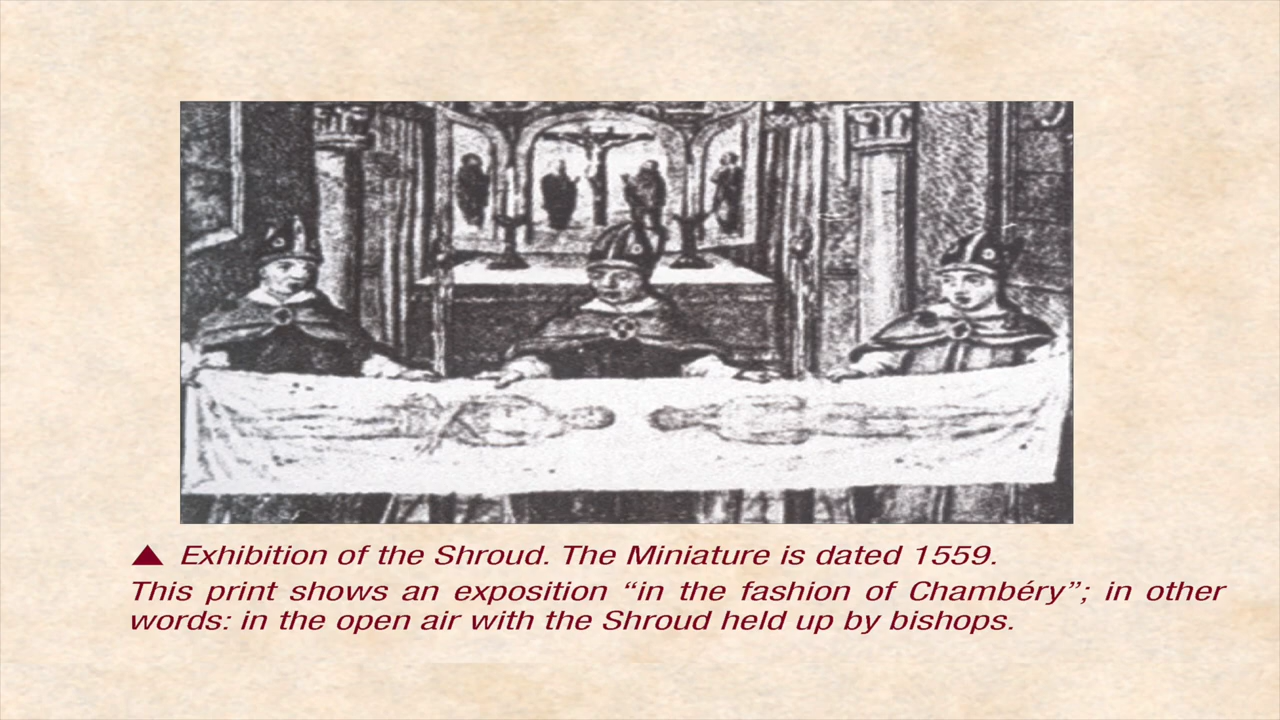 ▲ Exhibition of the Shroud. The Miniature is dated 1559.
This print shows an exposition “in the fashion of Chambéry”; in other
words: in the open air with the Shroud held up by bishops.